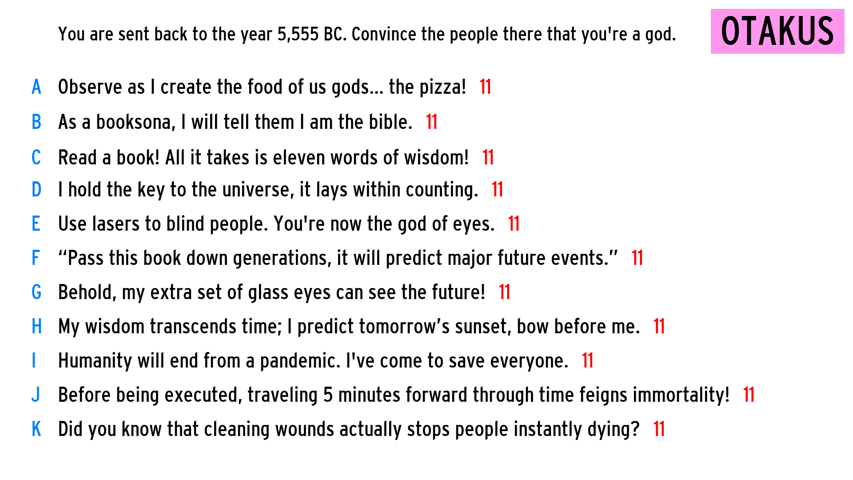 You are sent back to the year 5,555 BC. Convince the people there that you're a god.
OTAKUS
A Observe as I create the food of us gods... the pizza! 11
B As a booksona, I will tell them I am the bible. 11
C Read a book! All it takes is eleven words of wisdom! 11
D I hold the key to the universe, it lays within counting. 11
E Use lasers to blind people. You're now the god of eyes. 11
F “Pass this book down generations, it will predict major future events.” 11
G Behold, my extra set of glass eyes can see the future! 11
H My wisdom transcends time; I predict tomorrow’s sunset, bow before me. 11
I Humanity will end from a pandemic. I've come to save everyone. 11
J Before being executed, traveling 5 minutes forward through time feigns immortality! 11
K Did you know that cleaning wounds actually stops people instantly dying? 11